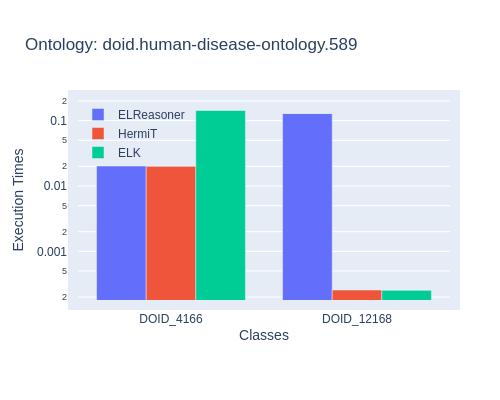 Ontology: doid.human-disease-ontology.589
ELReasoner
HermiT
ELK
Execution Times
2
0.1
5
2
0.01
5
2
0.001
5
2
DOID_4166
DOID_12168
Classes